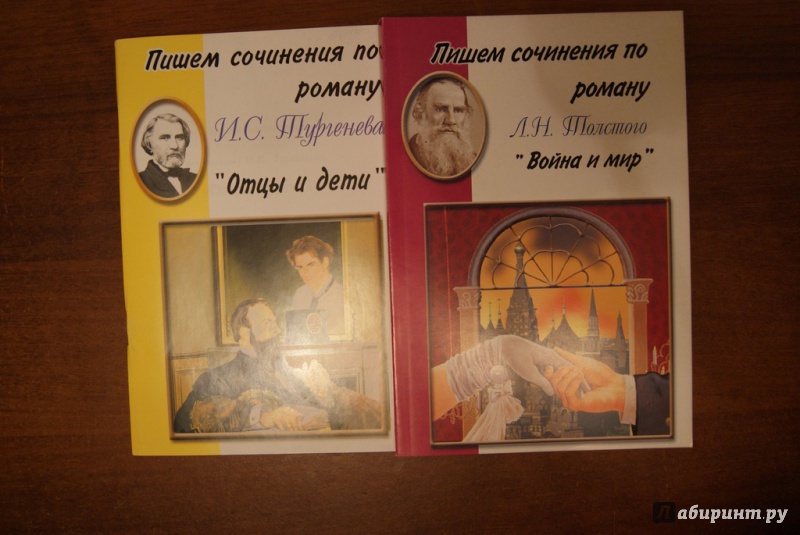 Пишем сочинения по
роману
И.С. Тургенева
"Отцы и дети"
Пишем сочинения по
роману
Л.Н. Толстого
"Война и мир"
Лабиринт.ру